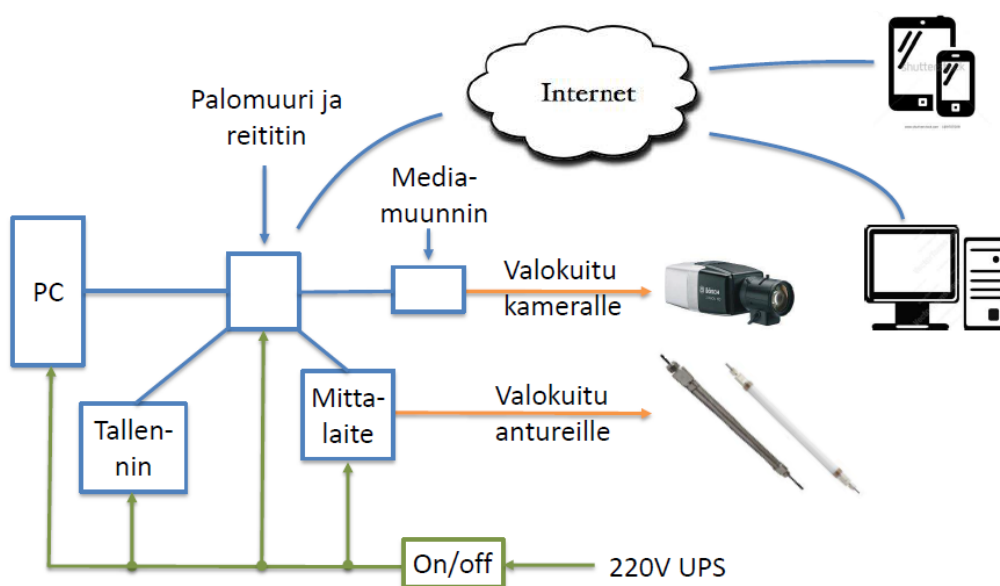 Internet
Palomuuri ja
reititin
Media-
muunnin
PC
Valokuitu
kameralle
BOSCH
Tallen-
nin
Mitta-
laite
Valokuitu
antureille
On/off
220V UPS